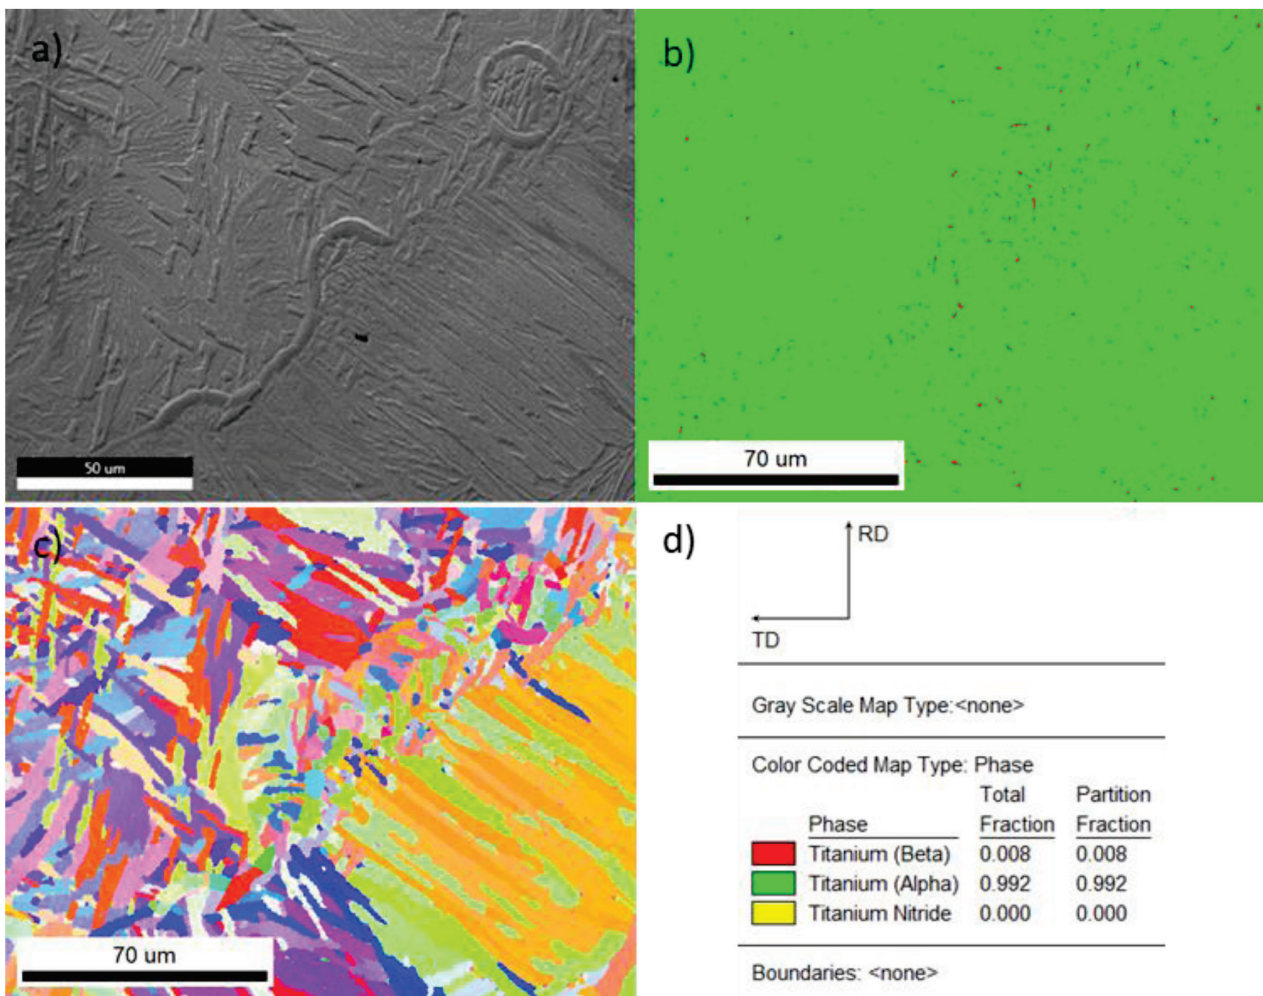 a)
50 um
b)
70 um
c)
70 um
d)
RD
TD
Gray Scale Map Type:<none>
Color Coded Map Type: Phase
Total Partition
Phase Fraction Fraction
Titanium (Beta) 0.008 0.008
Titanium (Alpha) 0.992 0.992
Titanium Nitride 0.000 0.000
Boundaries: <none>